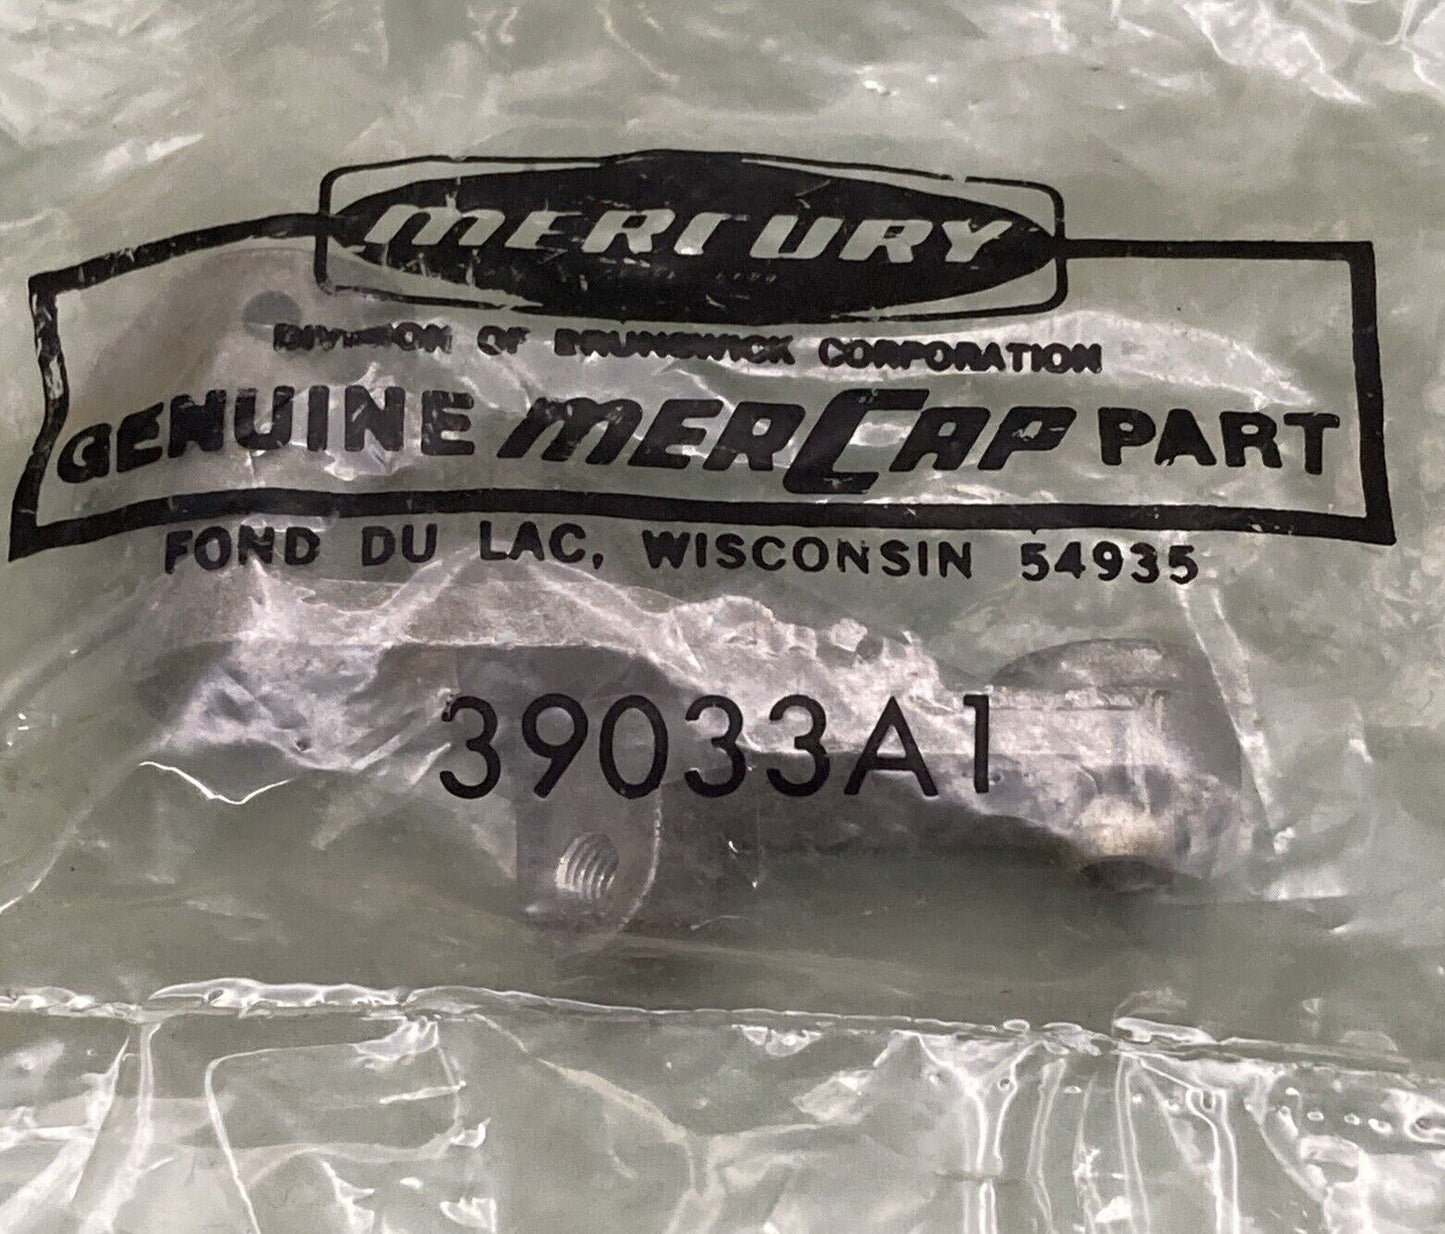 MERCURY
DIVISION OF BRUNSWICK CORPORATION
GENUINE MERCAP PART
FOND DU LAC, WISCONSIN 54935
39033A1